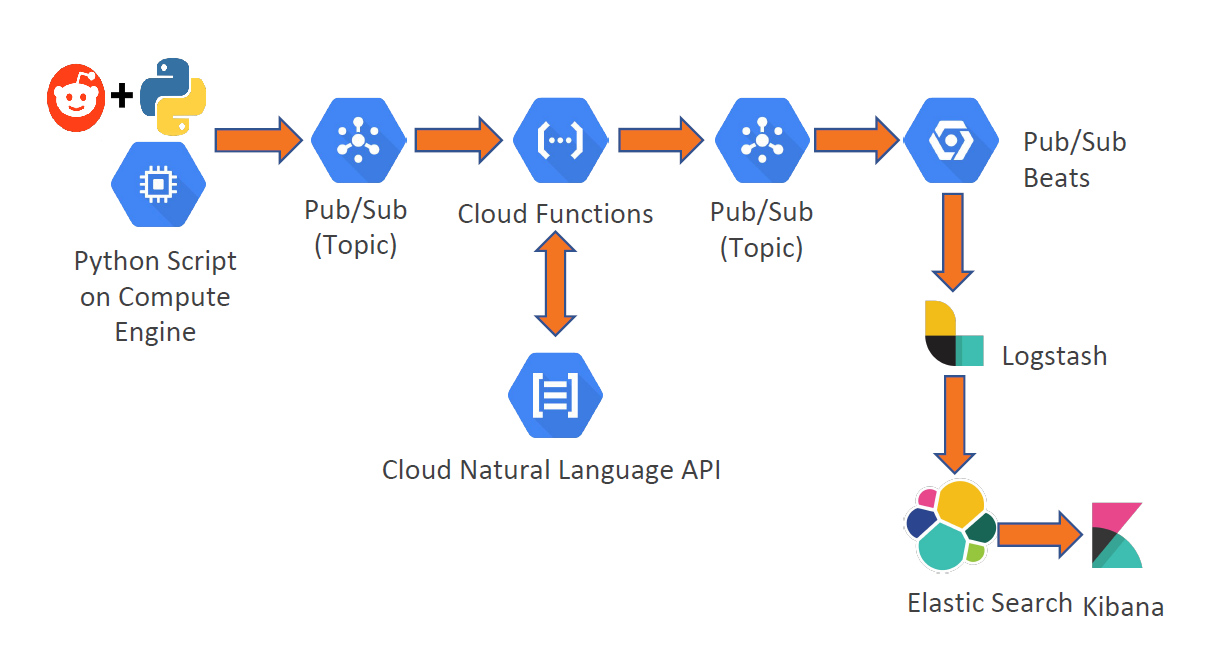 Python Script
on Compute
Engine
Pub/Sub
(Topic)
Cloud Functions
Pub/Sub
(Topic)
Pub/Sub
Beats
Cloud Natural Language API
Logstash
Elastic Search
Kibana